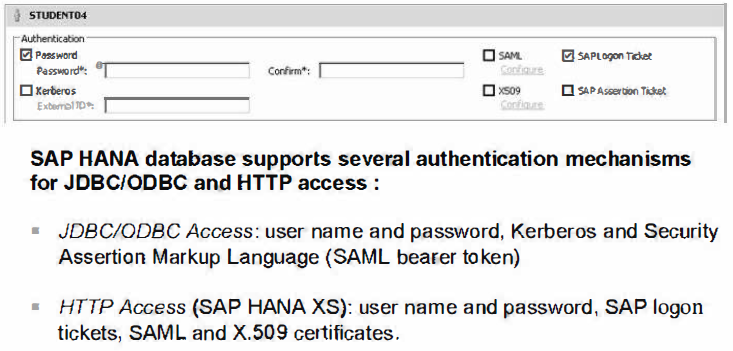 STUDENT04
Authentication
Password
SAML
SAP Logon Ticket
Password*:
Confirm*:
Configure
Kerberos
X509
SAP Assertion Ticket
External ID*:
Configure
SAP HANA database supports several authentication mechanisms
for JDBC/ODBC and HTTP access :
JDBC/ODBC Access: user name and password, Kerberos and Security
Assertion Markup Language (SAML bearer token)
HTTP Access (SAP HANA XS): user name and password, SAP logon
tickets, SAML and X.509 certificates.